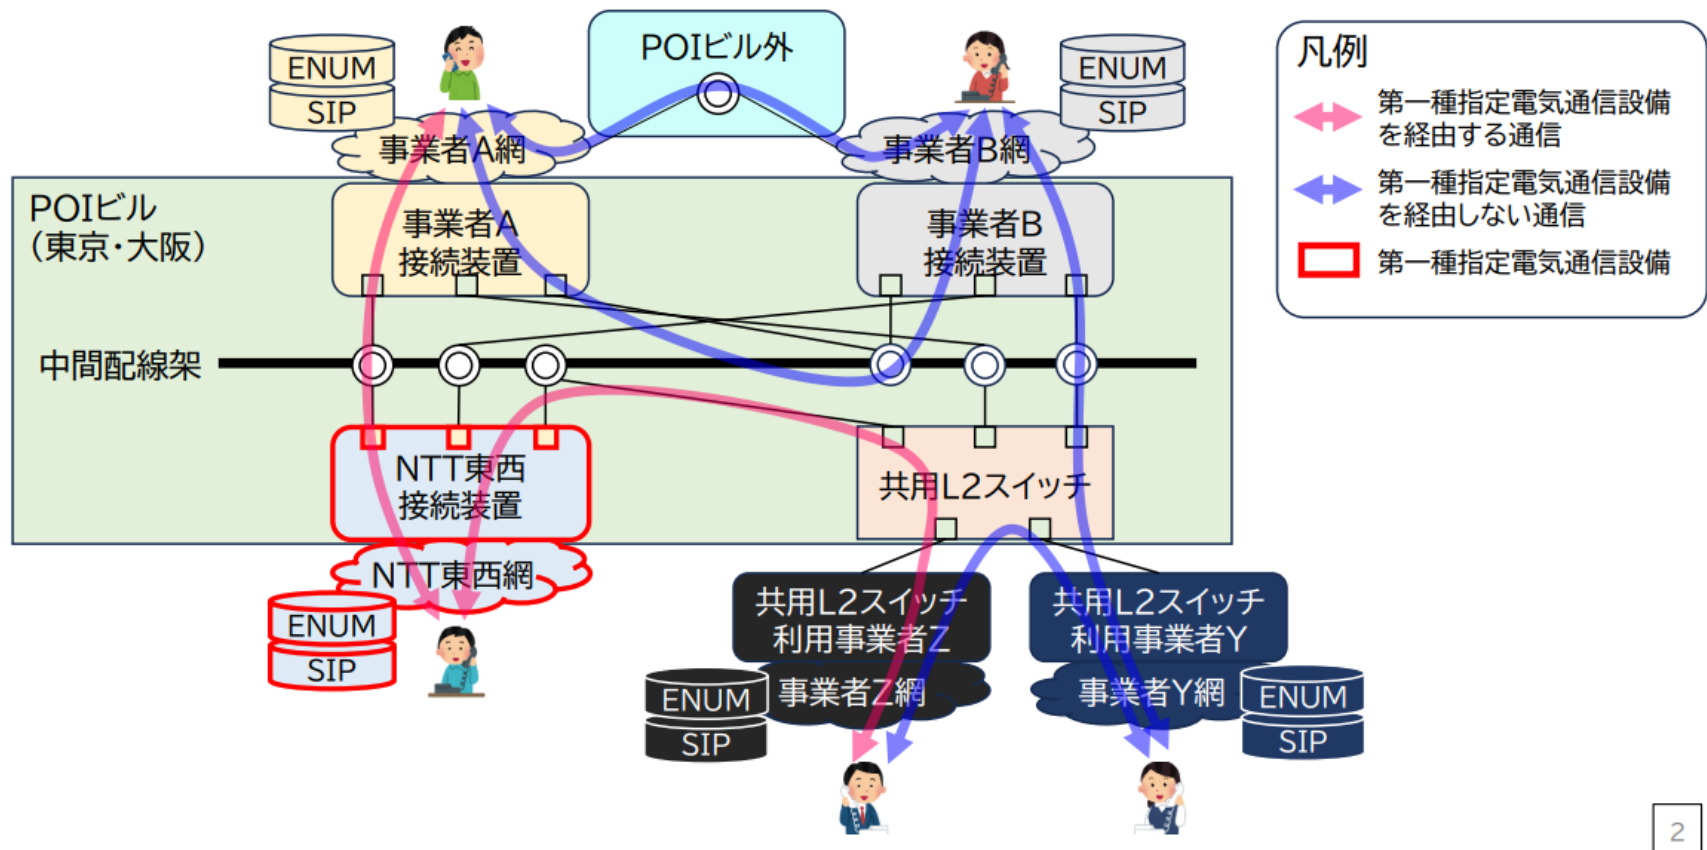 ENUM
SIP
POIビル外
ENUM
SIP
凡例
第一種指定電気通信設備
を経由する通信
第一種指定電気通信設備
を経由しない通信
第一種指定電気通信設備
事業者A網
事業者B網
POIビル
（東京・大阪）
事業者A
接続装置
事業者B
接続装置
中間配線架
NTT東西
接続装置
共用L2スイッチ
NTT東西網
ENUM
SIP
共用L2スイッチ
利用事業者Z
共用L2スイッチ
利用事業者Y
事業者Z網
ENUM
SIP
事業者Y網
ENUM
SIP
2